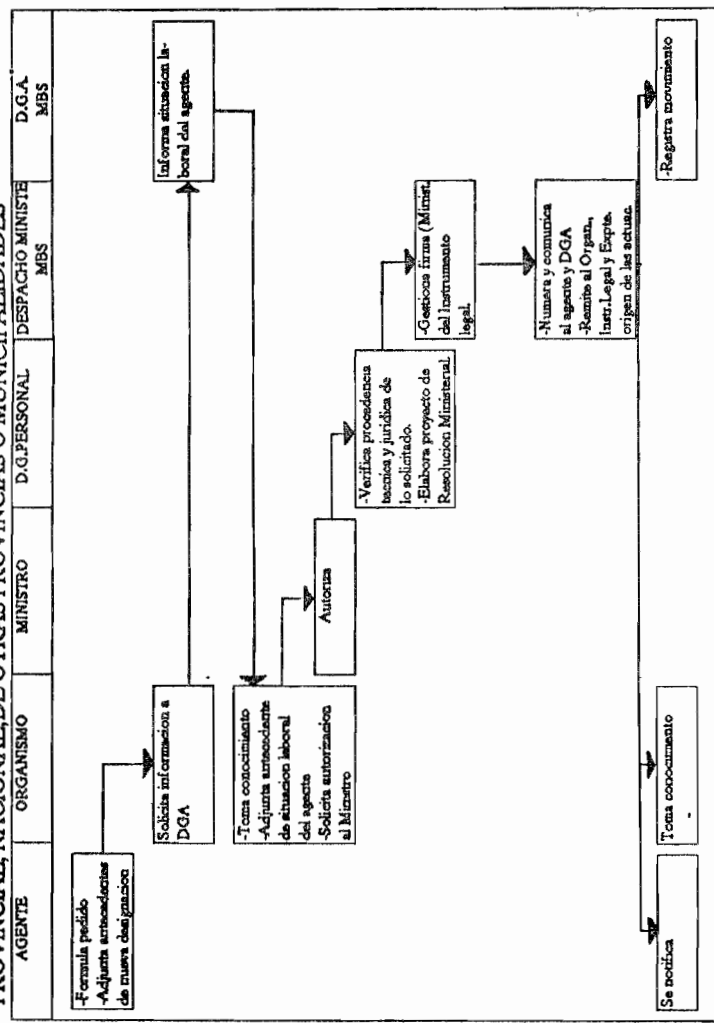 PROVINCIAL, NACIONAL, DE OTRAS PROVINCIAS O MUNICIPALIDADES
AGENTE
ORGANISMO
MINISTRO
D.G.PERSONAL
DESPACHO MINISTE
MBS
D.G.A.
MBS
-Formula pedido
-Adjunta antecedentes
de nueva designacion
Solicita informacion a
DGA
Informa situacion la-
boral del agente.
-Toma conocimiento
-Adjunta antecedente
de situacion laboral
del agente
-Solicita autorizacion
al Ministro
Autoriza
-Verifica procedencia
tecnica y juridica de
lo solicitado.
-Elabora proyecto de
Resolucion Ministerial
-Gestiona firma (Minist.
del Instrumento
legal.
-Numera y comunica
al agente y DGA
-Remite al Organ.,
Instr.Legal y Expte.
origen de las actuac.
Se notifica
Toma conocimiento
-Registra movimiento